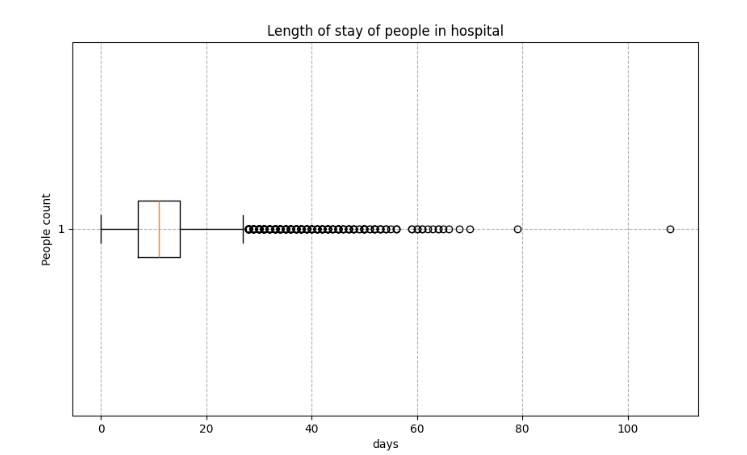 Length of stay of people in hospital
People count
1
0 20 40 60 80 100
days